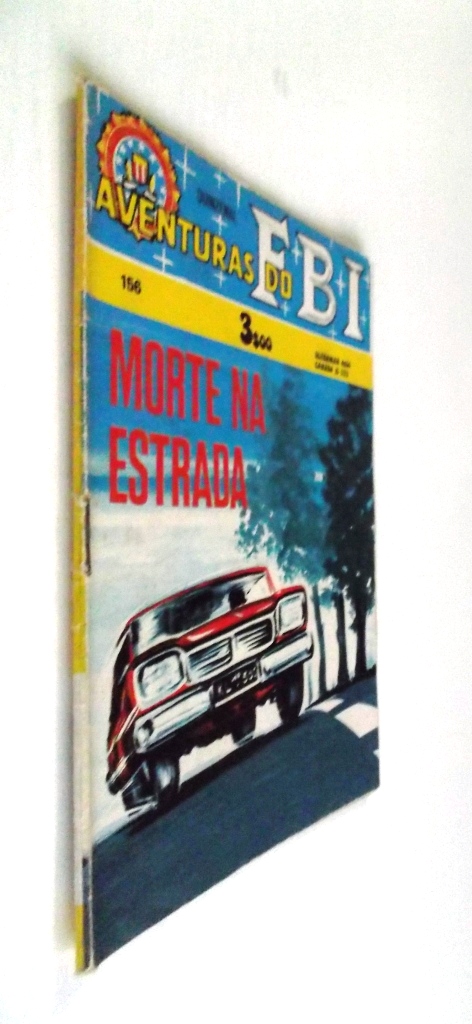 AVENTURAS DO FBI
156
3$00
MORTE NA
ESTRADA